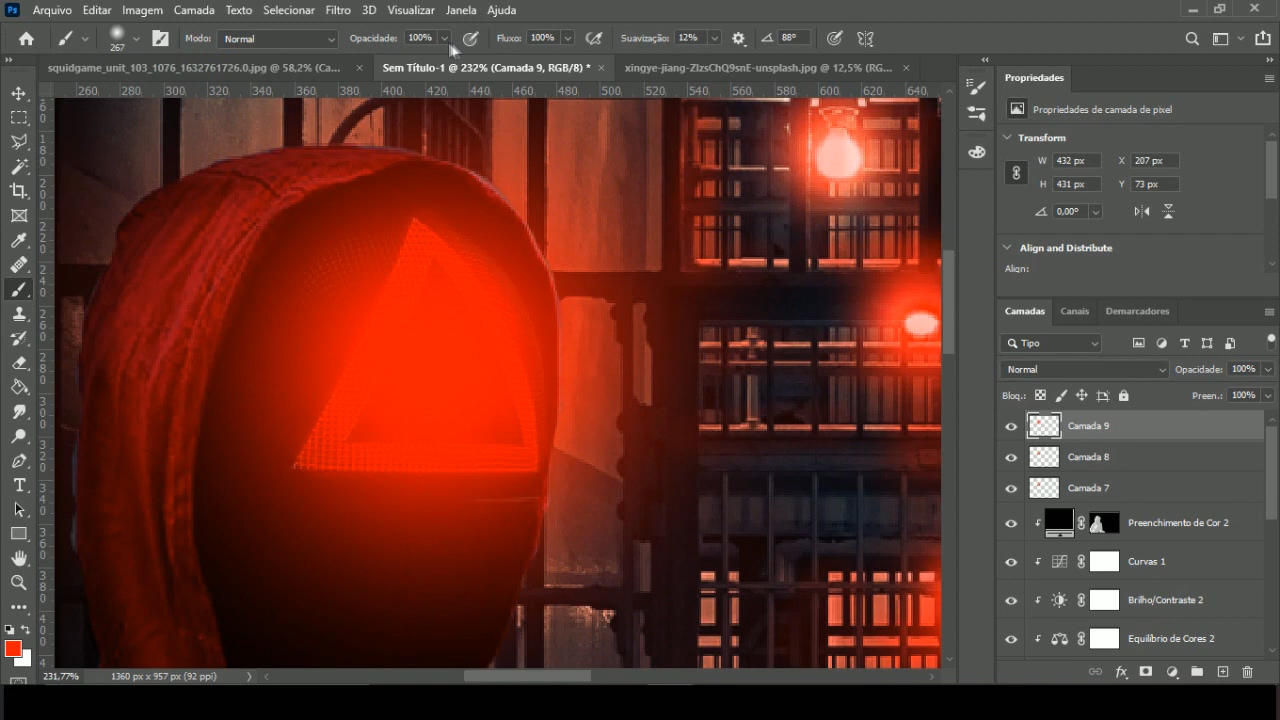 Ps Arquivo Editar Imagem Camada Texto Selecionar Filtro 3D Visualizar Janela Ajuda
267 Modo: Normal Opacidade: 100% Fluxo: 100% Suavização: 12% 88°
squidgame_unit_103_1076_1632761726.0.jpg @ 58,2% (Ca... × Sem Título-1 @ 232% (Camada 9, RGB/8) * × xingye-jiang-ZIzsChQ9snE-unsplash.jpg @ 12,5% (RG... ×
260 280 300 320 340 360 380 400 420 440 460 480 500 520 540 560 580 600 620 640
Propriedades
Propriedades de camada de pixel
Transform
W 432 px X 207 px
H 431 px Y 73 px
0,00°
Align and Distribute
Align:
Camadas Canais Demarcadores
Tipo
Normal Opacidade: 100%
Bloq.: Preen.: 100%
Camada 9
Camada 8
Camada 7
Preenchimento de Cor 2
Curvas 1
Brilho/Contraste 2
Equilíbrio de Cores 2
231,77% 1360 px x 957 px (92 ppi)
fx